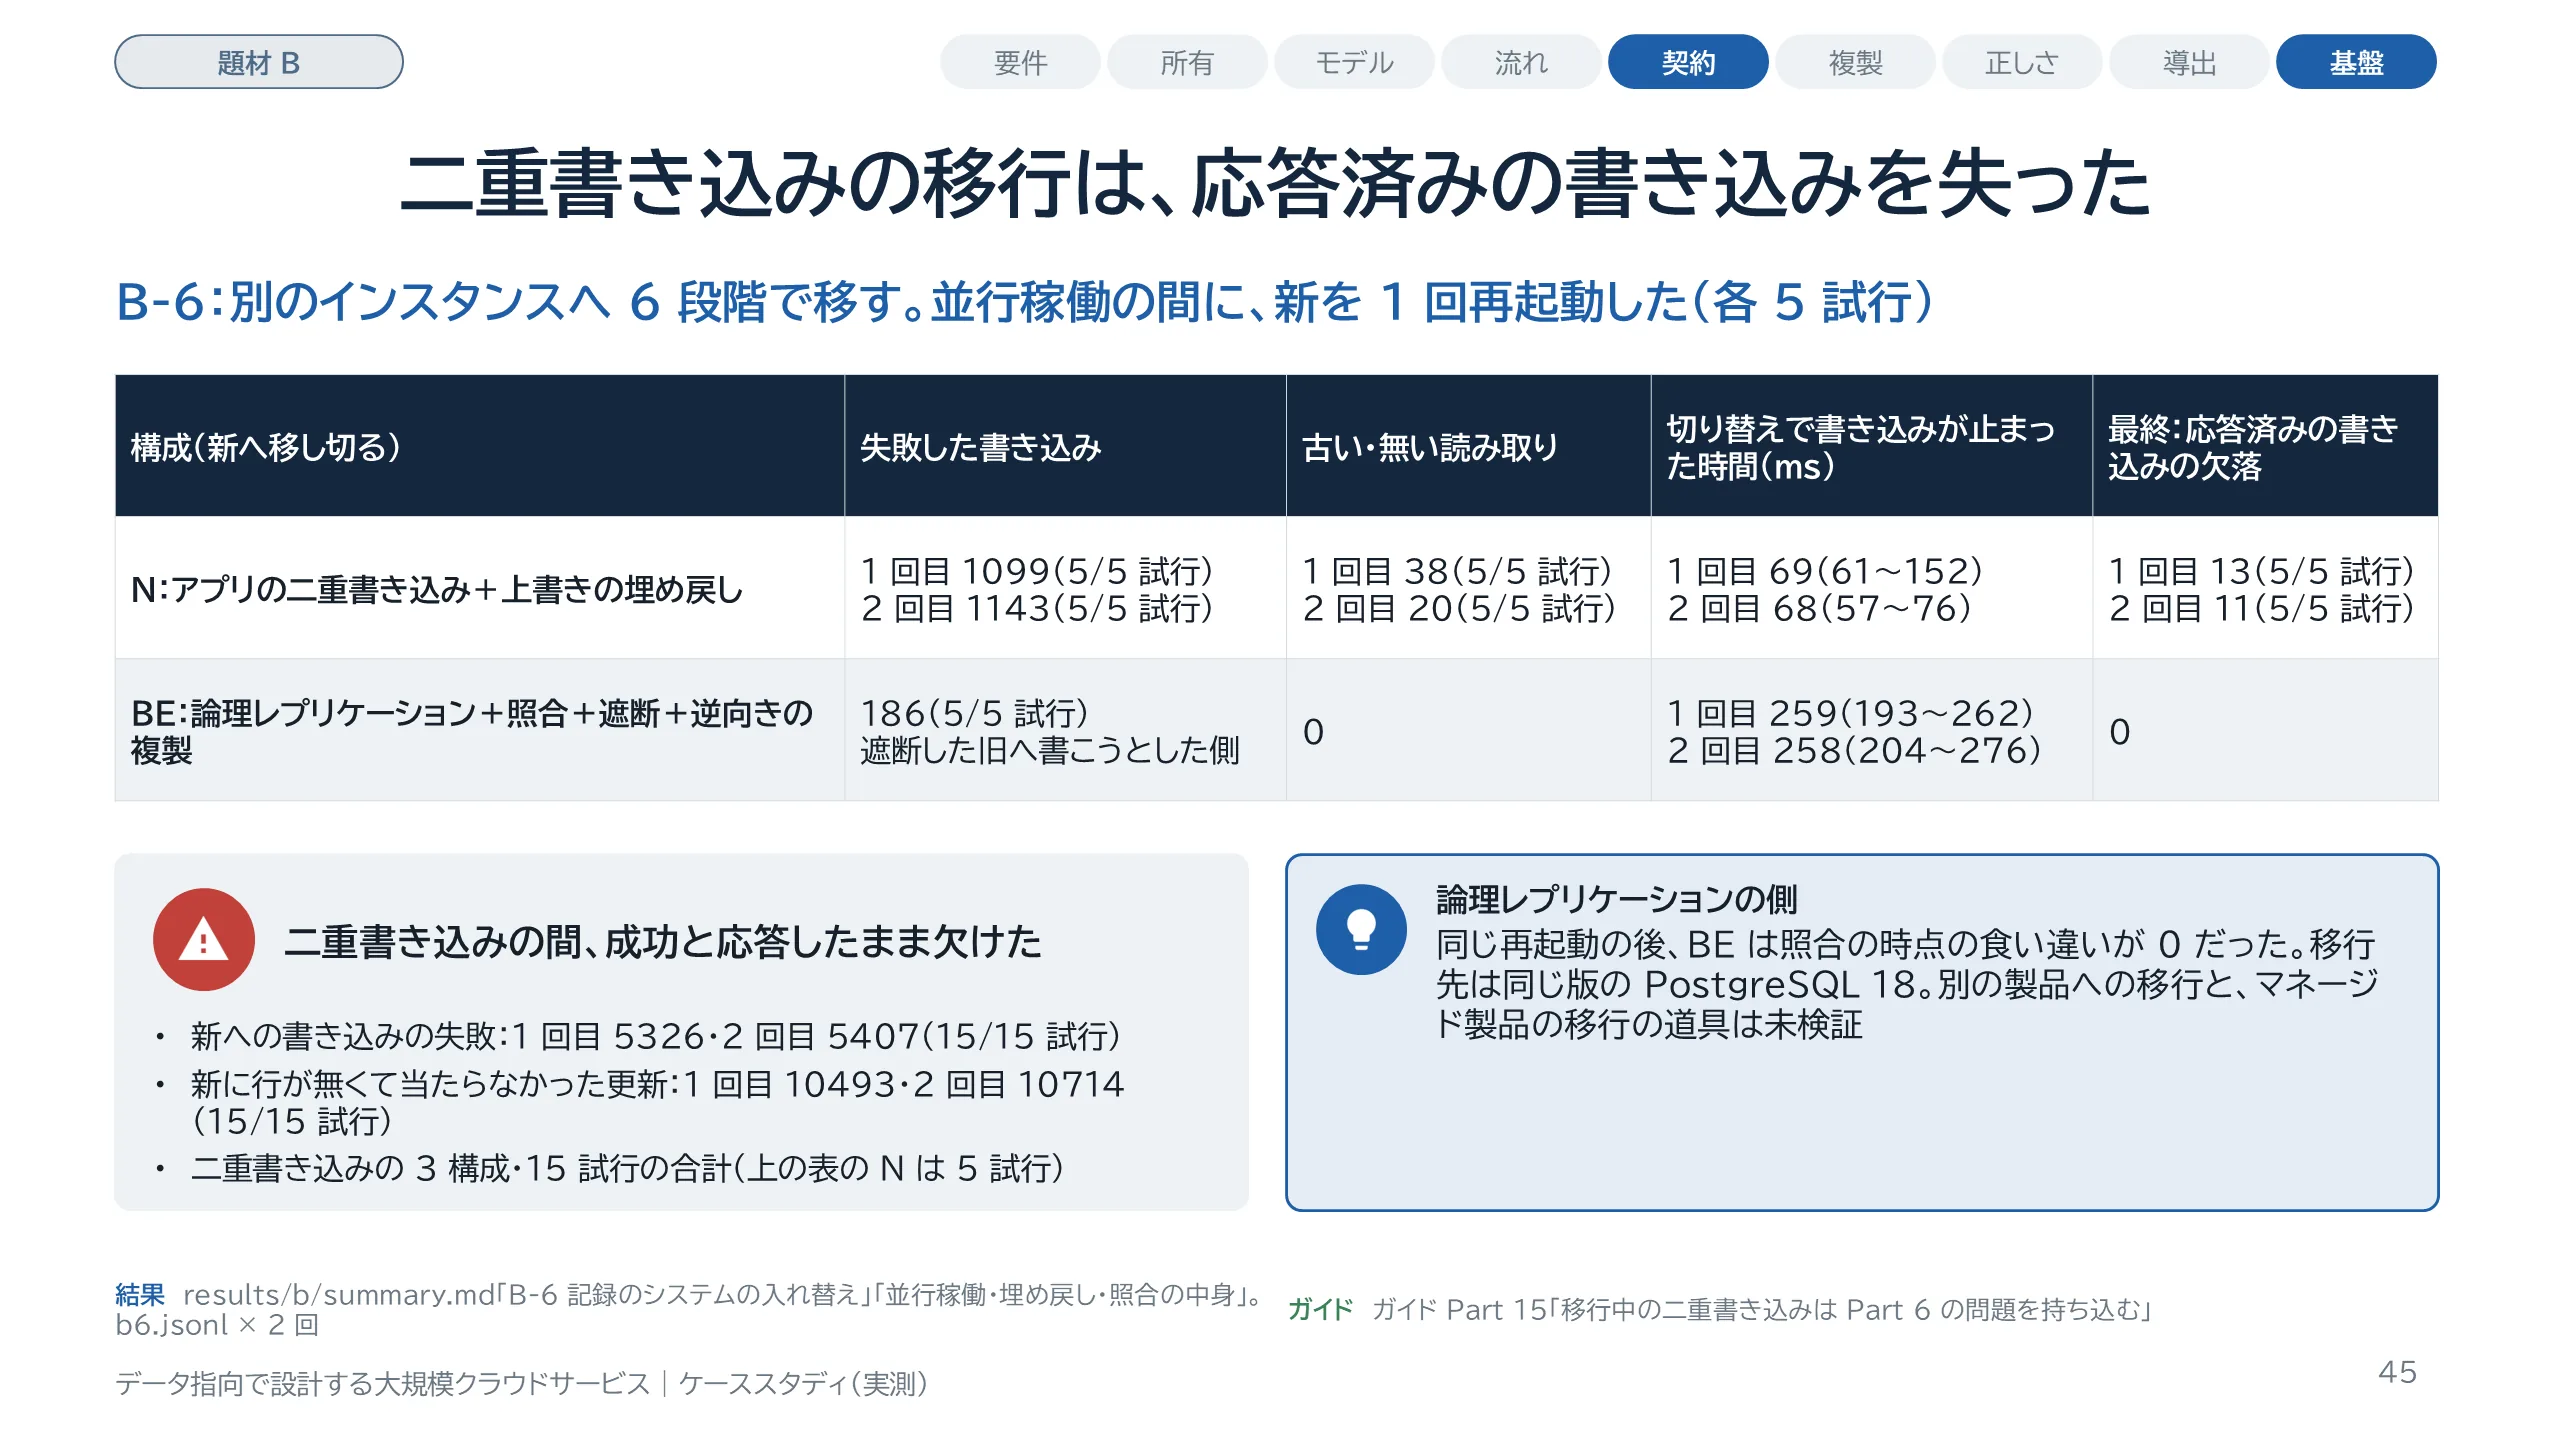 題材 B
要件
所有
モデル
流れ
契約
複製
正しさ
導出
基盤
二重書き込みの移行は、応答済みの書き込みを失った
B-6：別のインスタンスへ 6 段階で移す。並行稼働の間に、新を 1 回再起動した（各 5 試行）
構成（新へ移し切る）
失敗した書き込み
古い・無い読み取り
切り替えで書き込みが止まっ
た時間（ms）
最終：応答済みの書き
込みの欠落
N：アプリの二重書き込み＋上書きの埋め戻し
1 回目 1099（5/5 試行）
2 回目 1143（5/5 試行）
1 回目 38（5/5 試行）
2 回目 20（5/5 試行）
1 回目 69（61～152）
2 回目 68（57～76）
1 回目 13（5/5 試行）
2 回目 11（5/5 試行）
BE：論理レプリケーション＋照合＋遮断＋逆向きの
複製
186（5/5 試行）
遮断した旧へ書こうとした側
0
1 回目 259（193～262）
2 回目 258（204～276）
0
二重書き込みの間、成功と応答したまま欠けた
• 新への書き込みの失敗：1 回目 5326・2 回目 5407（15/15 試行）
• 新に行が無くて当たらなかった更新：1 回目 10493・2 回目 10714
（15/15 試行）
• 二重書き込みの 3 構成・15 試行の合計（上の表の N は 5 試行）
論理レプリケーションの側
同じ再起動の後、BE は照合の時点の食い違いが 0 だった。移行
先は同じ版の PostgreSQL 18。別の製品への移行と、マネージ
ド製品の移行の道具は未検証
結果 results/b/summary.md「B-6 記録のシステムの入れ替え」「並行稼働・埋め戻し・照合の中身」。
b6.jsonl × 2 回
ガイド ガイド Part 15「移行中の二重書き込みは Part 6 の問題を持ち込む」
データ指向で設計する大規模クラウドサービス｜ケーススタディ（実測）
45